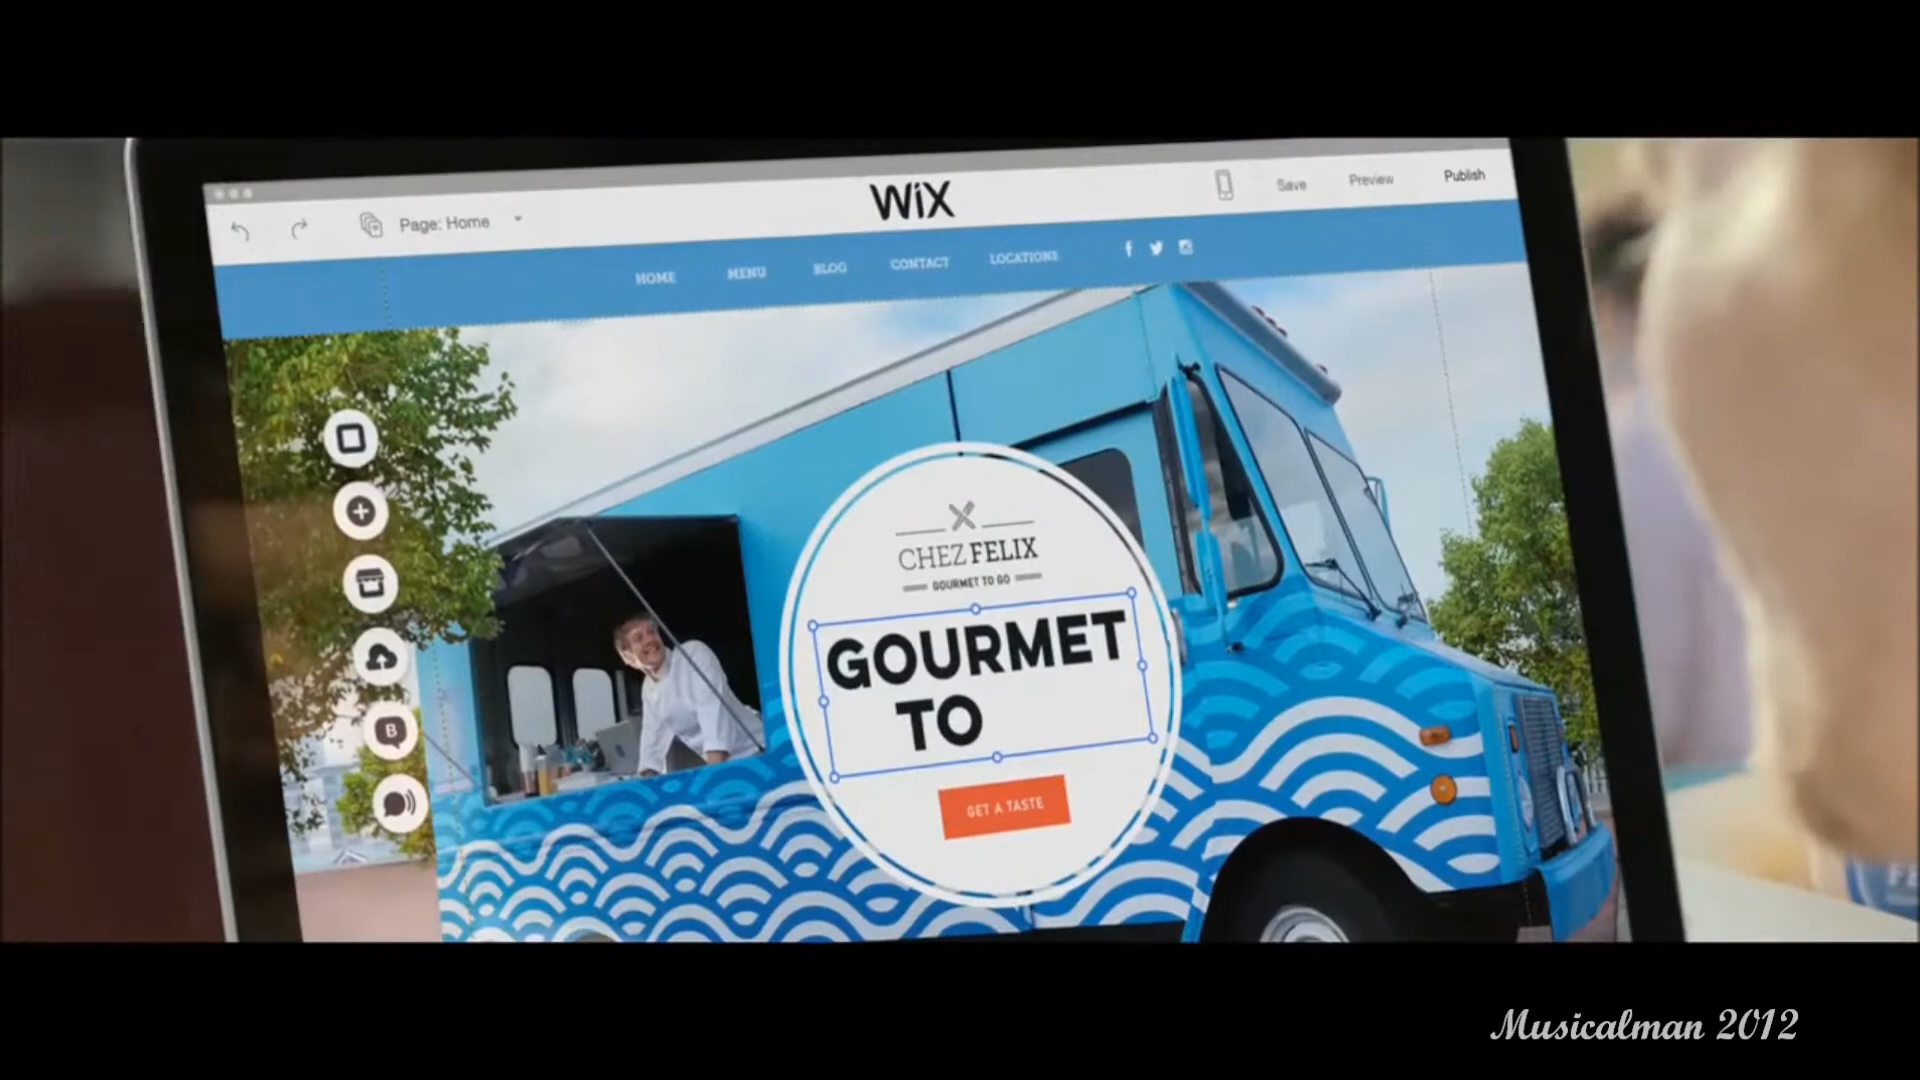 WiX
Page: Home
Save
Preview
Publish
HOME
MENU
BLOG
CONTACT
LOCATIONS
CHEZ FELIX
GOURMET TO GO
GOURMET
TO
GET A TASTE
B
Musicalman 2012